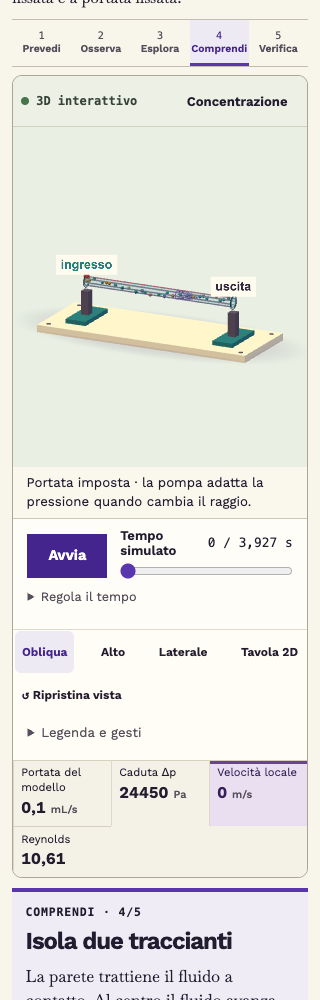 fissata e a portata fissata.
1
Prevedi
2
Osserva
3
Esplora
4
Comprendi
5
Verifica
3D interattivo
Concentrazione
ingresso
uscita
Portata imposta · la pompa adatta la
pressione quando cambia il raggio.
Avvia
Tempo
simulato
0 / 3,927 s
▶ Regola il tempo
Obliqua
Alto
Laterale
Tavola 2D
↺ Ripristina vista
▶ Legenda e gesti
Portata del
modello
0,1 mL/s
Caduta Δp
24450 Pa
Velocità locale
0 m/s
Reynolds
10,61
COMPRENDI · 4/5
Isola due traccianti
La parete trattiene il fluido a
contatto. Al centro il fluido avanza